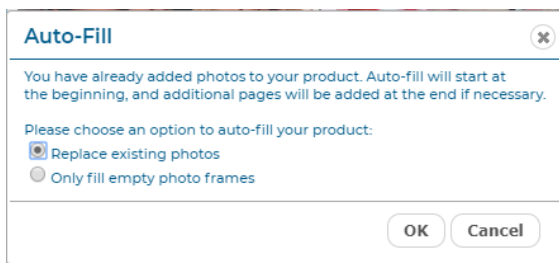 Auto-Fill
You have already added photos to your product. Auto-fill will start at
the beginning, and additional pages will be added at the end if necessary.
Please choose an option to auto-fill your product:
Replace existing photos
Only fill empty photo frames
OK Cancel